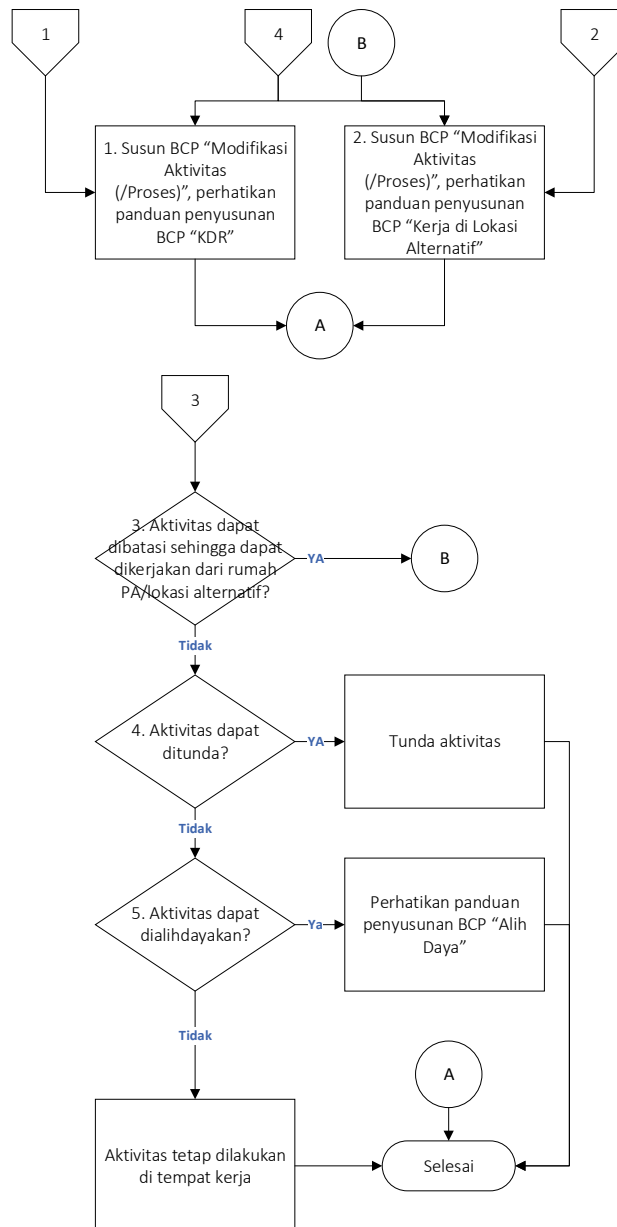 1
4
B
2
1. Susun BCP “Modifikasi
Aktivitas
(/Proses)”, perhatikan
panduan penyusunan
BCP “KDR”
2. Susun BCP “Modifikasi
Aktivitas
(/Proses)”, perhatikan
panduan penyusunan
BCP “Kerja di Lokasi
Alternatif”
A
3
3. Aktivitas dapat
dibatasi sehingga dapat
dikerjakan dari rumah
PA/lokasi alternatif?
YA
B
Tidak
4. Aktivitas dapat
ditunda?
YA
Tunda aktivitas
Tidak
5. Aktivitas dapat
dialihdayakan?
Ya
Perhatikan panduan
penyusunan BCP “Alih
Daya”
Tidak
A
Aktivitas tetap dilakukan
di tempat kerja
Selesai